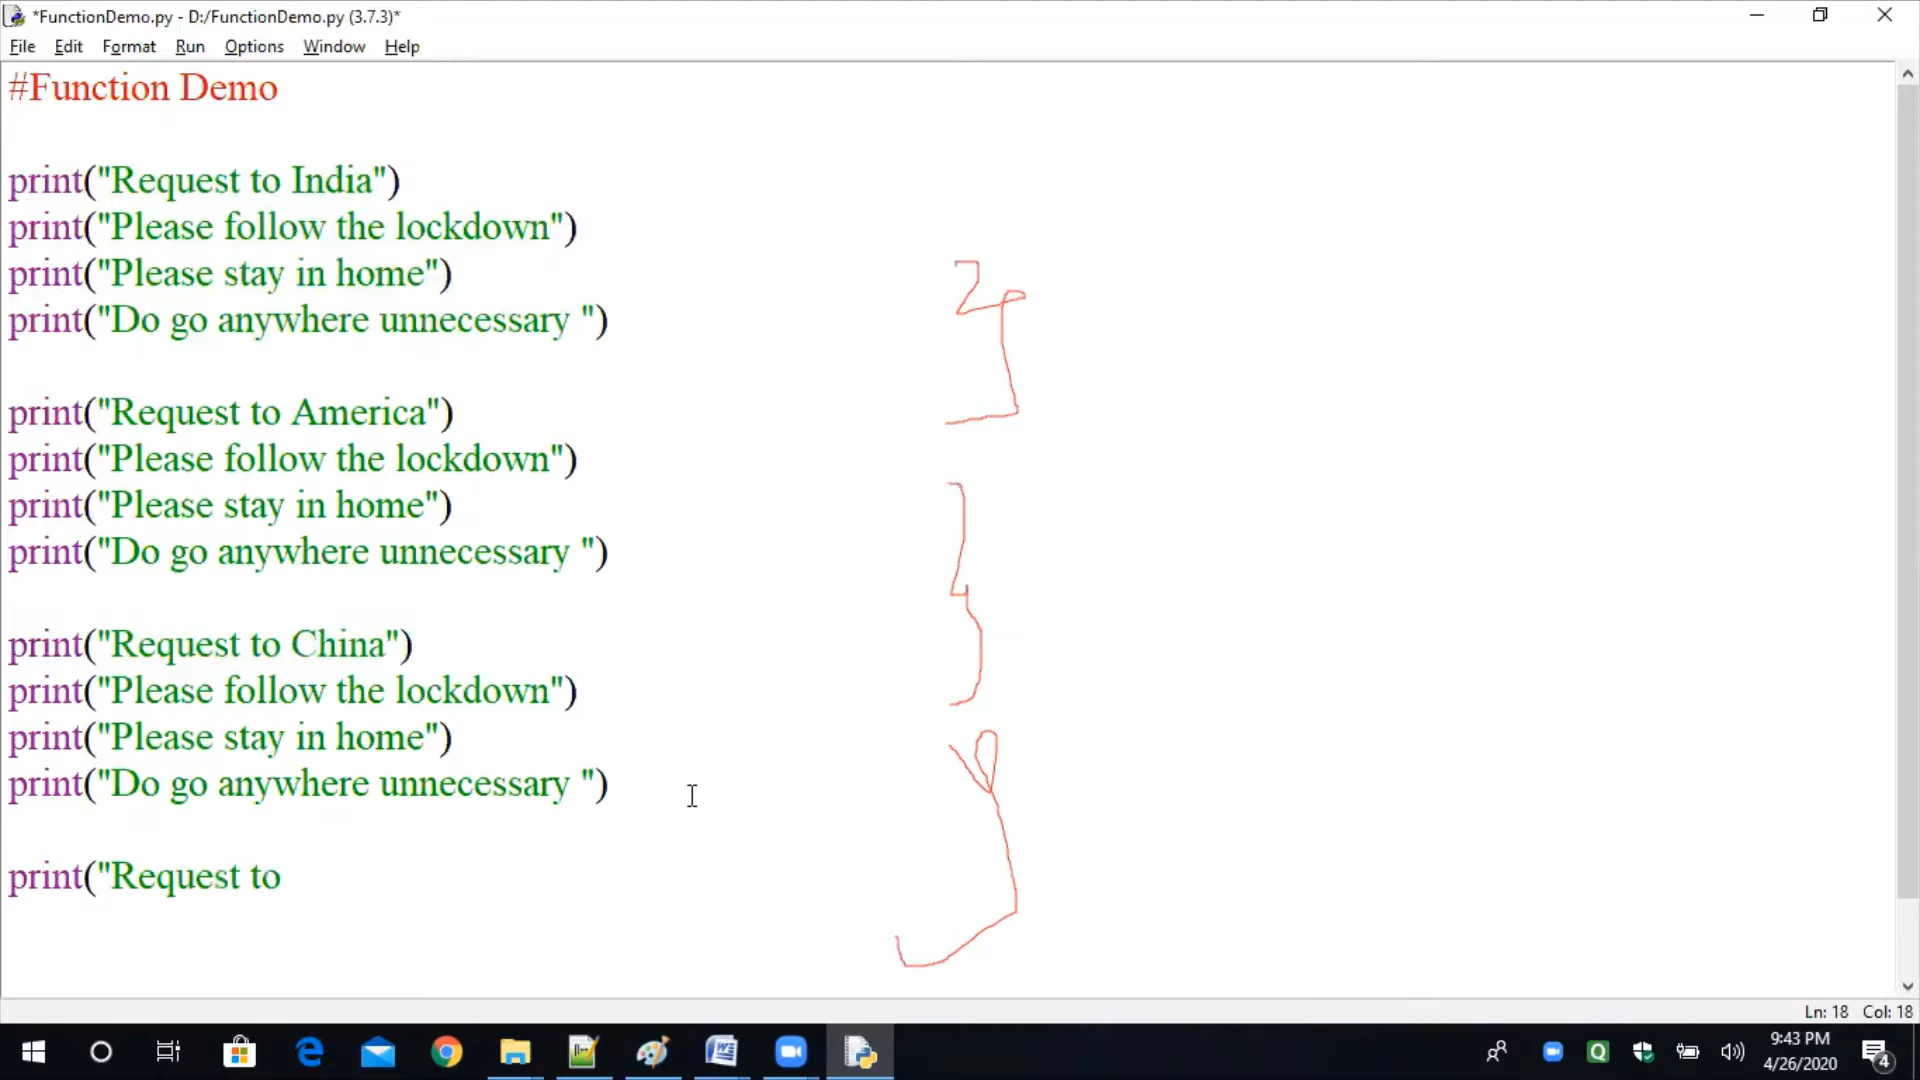 *FunctionDemo.py - D:/FunctionDemo.py (3.7.3)*
File Edit Format Run Options Window Help
#Function Demo
print("Request to India")
print("Please follow the lockdown")
print("Please stay in home")
print("Do go anywhere unnecessary ")
print("Request to America")
print("Please follow the lockdown")
print("Please stay in home")
print("Do go anywhere unnecessary ")
print("Request to China")
print("Please follow the lockdown")
print("Please stay in home")
print("Do go anywhere unnecessary ")
print("Request to
Ln: 18 Col: 18
9:43 PM
4/26/2020
4